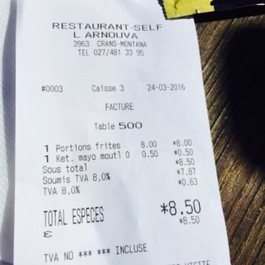 RESTAURANT-SELF
L ARNOUVA
3963 CRANS-MONTANA
TEL 027/481 33 95
#0003 Caisse 3 24-03-2016
FACTURE
Table 500
1 Portions frites 8.00 *8.00
1 Ket. mayo moutl 0 0.50 *0.50
Sous total *8.50
Soumis TVA 8,0% *7.87
TVA 8,0% *0.63
TOTAL ESPECES *8.50
€ *8.50
TVA NO *** *** INCLUSE
VISITE